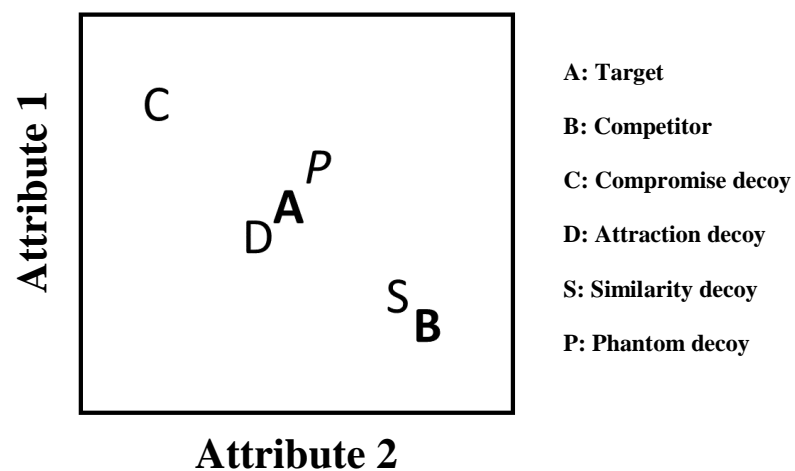 Attribute 1
C
P
A
D
S
B
Attribute 2
A: Target
B: Competitor
C: Compromise decoy
D: Attraction decoy
S: Similarity decoy
P: Phantom decoy